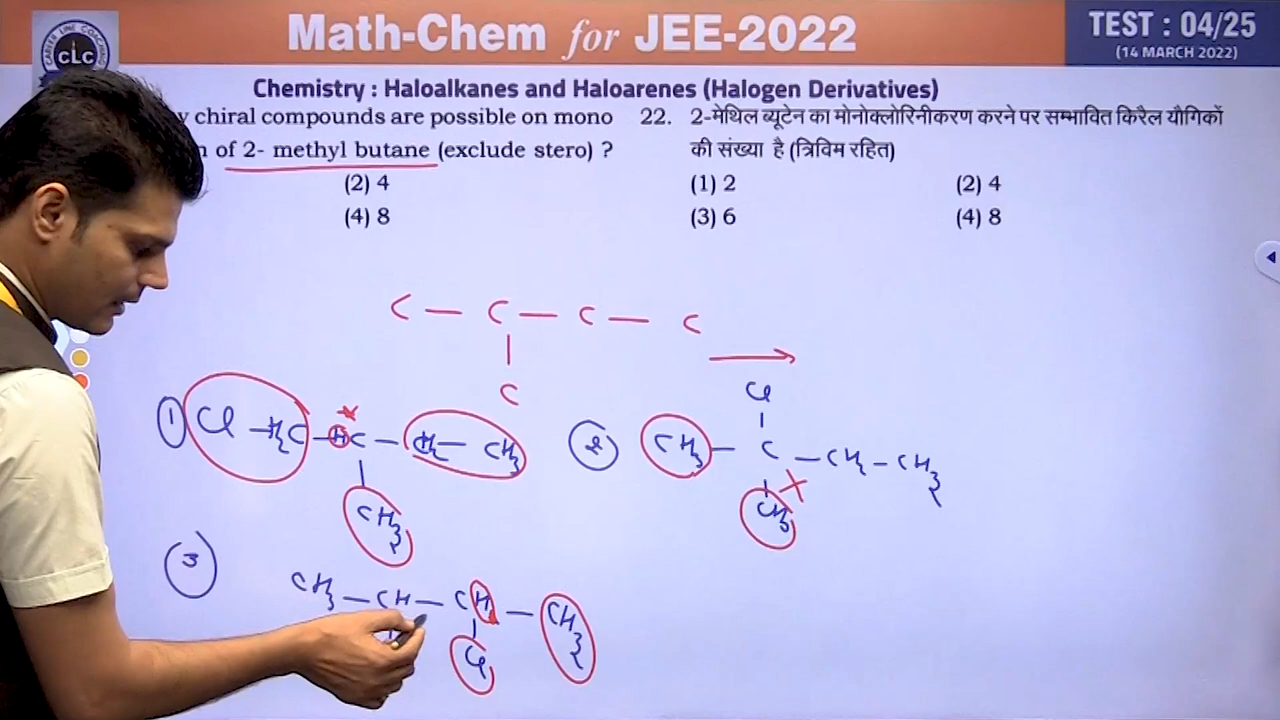 Math-Chem for JEE-2022
TEST : 04/25
(14 MARCH 2022)
CLC
Chemistry : Haloalkanes and Haloarenes (Halogen Derivatives)
chiral compounds are possible on mono
of 2- methyl butane (exclude stero) ?
(2) 4
(4) 8
22. 2-मेथिल ब्यूटेन का मोनोक्लोरिनीकरण करने पर सम्भावित किरैल यौगिकों
की संख्या है (त्रिविम रहित)
(1) 2 (2) 4
(3) 6 (4) 8
C — C — C — C
C
1 Cl — H2C — HC* — CH2 — CH3
CH3
2 Cl
CH3 — C — CH2 — CH3
CH3
3 CH3 — CH — CH — CH3
Cl